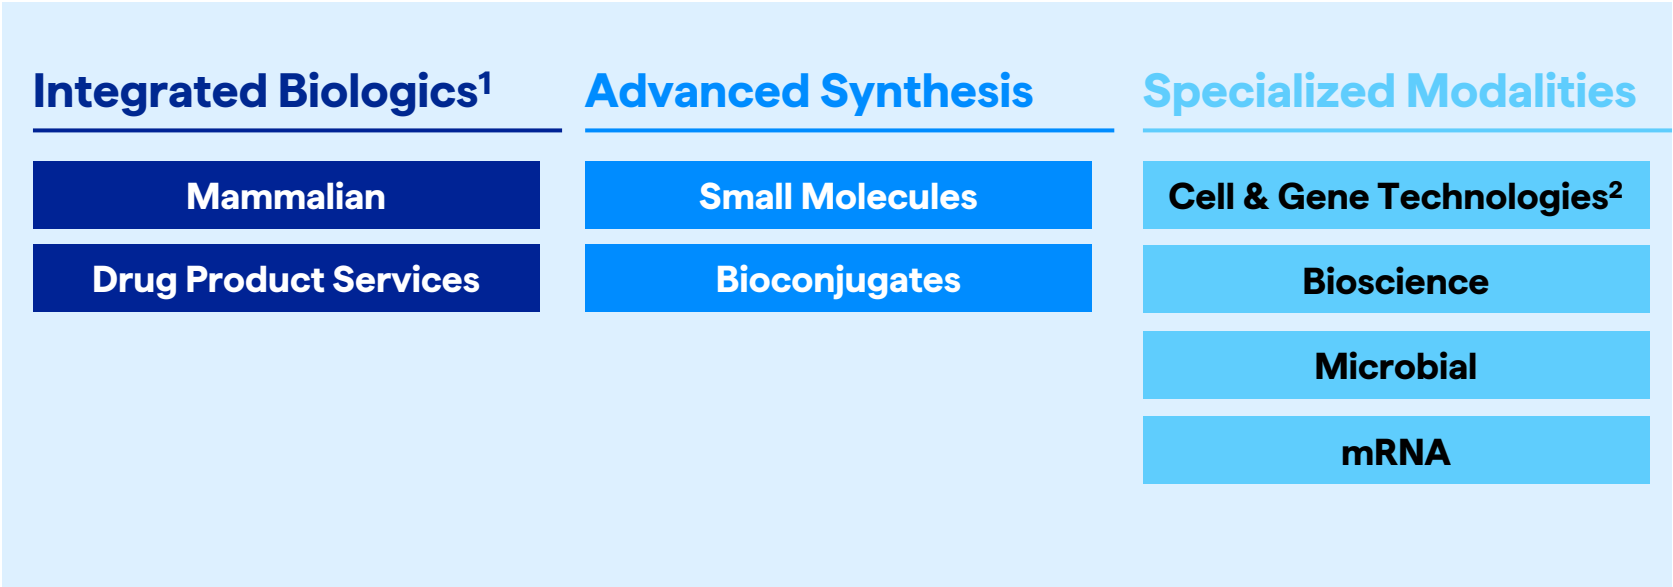 Integrated Biologics¹
Mammalian
Drug Product Services
Advanced Synthesis
Small Molecules
Bioconjugates
Specialized Modalities
Cell & Gene Technologies²
Bioscience
Microbial
mRNA